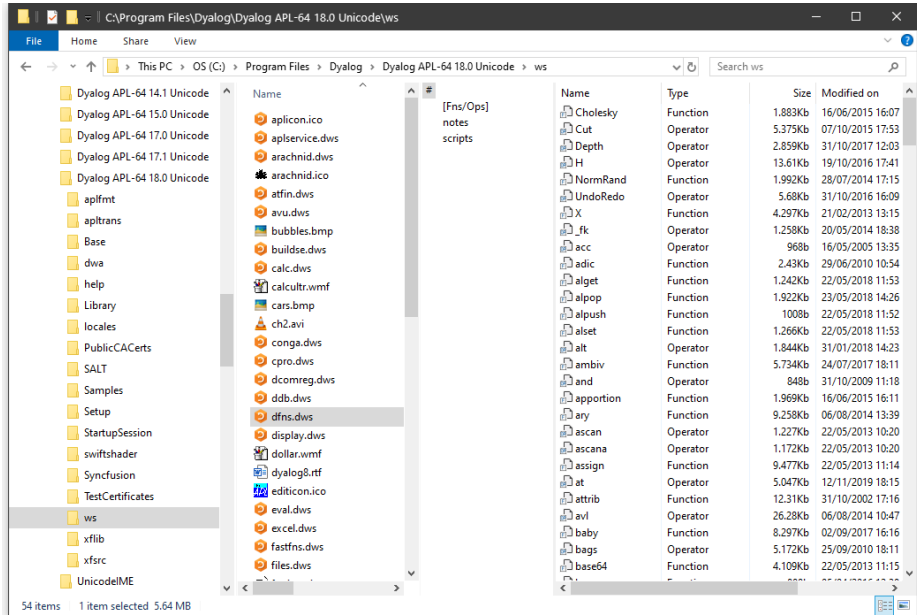 C:\Program Files\Dyalog\Dyalog APL-64 18.0 Unicode\ws
File Home Share View
This PC > OS (C:) > Program Files > Dyalog > Dyalog APL-64 18.0 Unicode > ws
Search ws
Dyalog APL-64 14.1 Unicode
Dyalog APL-64 15.0 Unicode
Dyalog APL-64 17.0 Unicode
Dyalog APL-64 17.1 Unicode
Dyalog APL-64 18.0 Unicode
aplfmt
apltrans
Base
dwa
help
Library
locales
PublicCACerts
SALT
Samples
Setup
StartupSession
swiftshader
Syncfusion
TestCertificates
ws
xflib
xfsrc
UnicodeIME
Name
aplicon.ico
aplservice.dws
arachnid.dws
arachnid.ico
atfin.dws
avu.dws
bubbles.bmp
buildse.dws
calc.dws
calcultr.wmf
cars.bmp
ch2.avi
conga.dws
cpro.dws
dcomreg.dws
ddb.dws
dfns.dws
display.dws
dollar.wmf
dyalog8.rtf
editicon.ico
eval.dws
excel.dws
fastfns.dws
files.dws
#
[Fns/Ops]
notes
scripts
Name Type Size Modified on
Cholesky Function 1.883Kb 16/06/2015 16:07
Cut Operator 5.375Kb 07/10/2015 17:53
Depth Operator 2.859Kb 31/10/2017 12:03
H Operator 13.61Kb 19/10/2016 17:41
NormRand Function 1.992Kb 28/07/2014 17:15
UndoRedo Operator 5.68Kb 31/10/2016 16:09
X Function 4.297Kb 21/02/2013 13:15
_fk Operator 1.258Kb 20/05/2014 18:38
acc Operator 968b 16/05/2005 13:35
adic Function 2.43Kb 29/06/2010 10:54
alget Function 1.242Kb 22/05/2018 11:53
alpop Function 1.922Kb 23/05/2018 14:26
alpush Function 1008b 22/05/2018 11:52
alset Function 1.266Kb 22/05/2018 11:53
alt Operator 1.844Kb 31/01/2018 14:23
ambiv Function 5.734Kb 24/07/2017 18:11
and Operator 848b 31/10/2009 11:18
apportion Function 1.969Kb 16/06/2015 16:11
ary Function 9.258Kb 06/08/2014 13:39
ascan Operator 1.227Kb 22/05/2013 10:20
ascana Operator 1.172Kb 22/05/2013 10:20
assign Function 9.477Kb 22/05/2013 11:14
at Operator 5.047Kb 12/11/2019 18:15
attrib Function 12.31Kb 31/10/2002 17:16
avl Operator 26.28Kb 06/08/2014 10:47
baby Function 8.297Kb 02/09/2017 16:16
bags Operator 5.172Kb 25/09/2010 18:11
base64 Function 4.109Kb 22/05/2013 11:15
54 items 1 item selected 5.64 MB